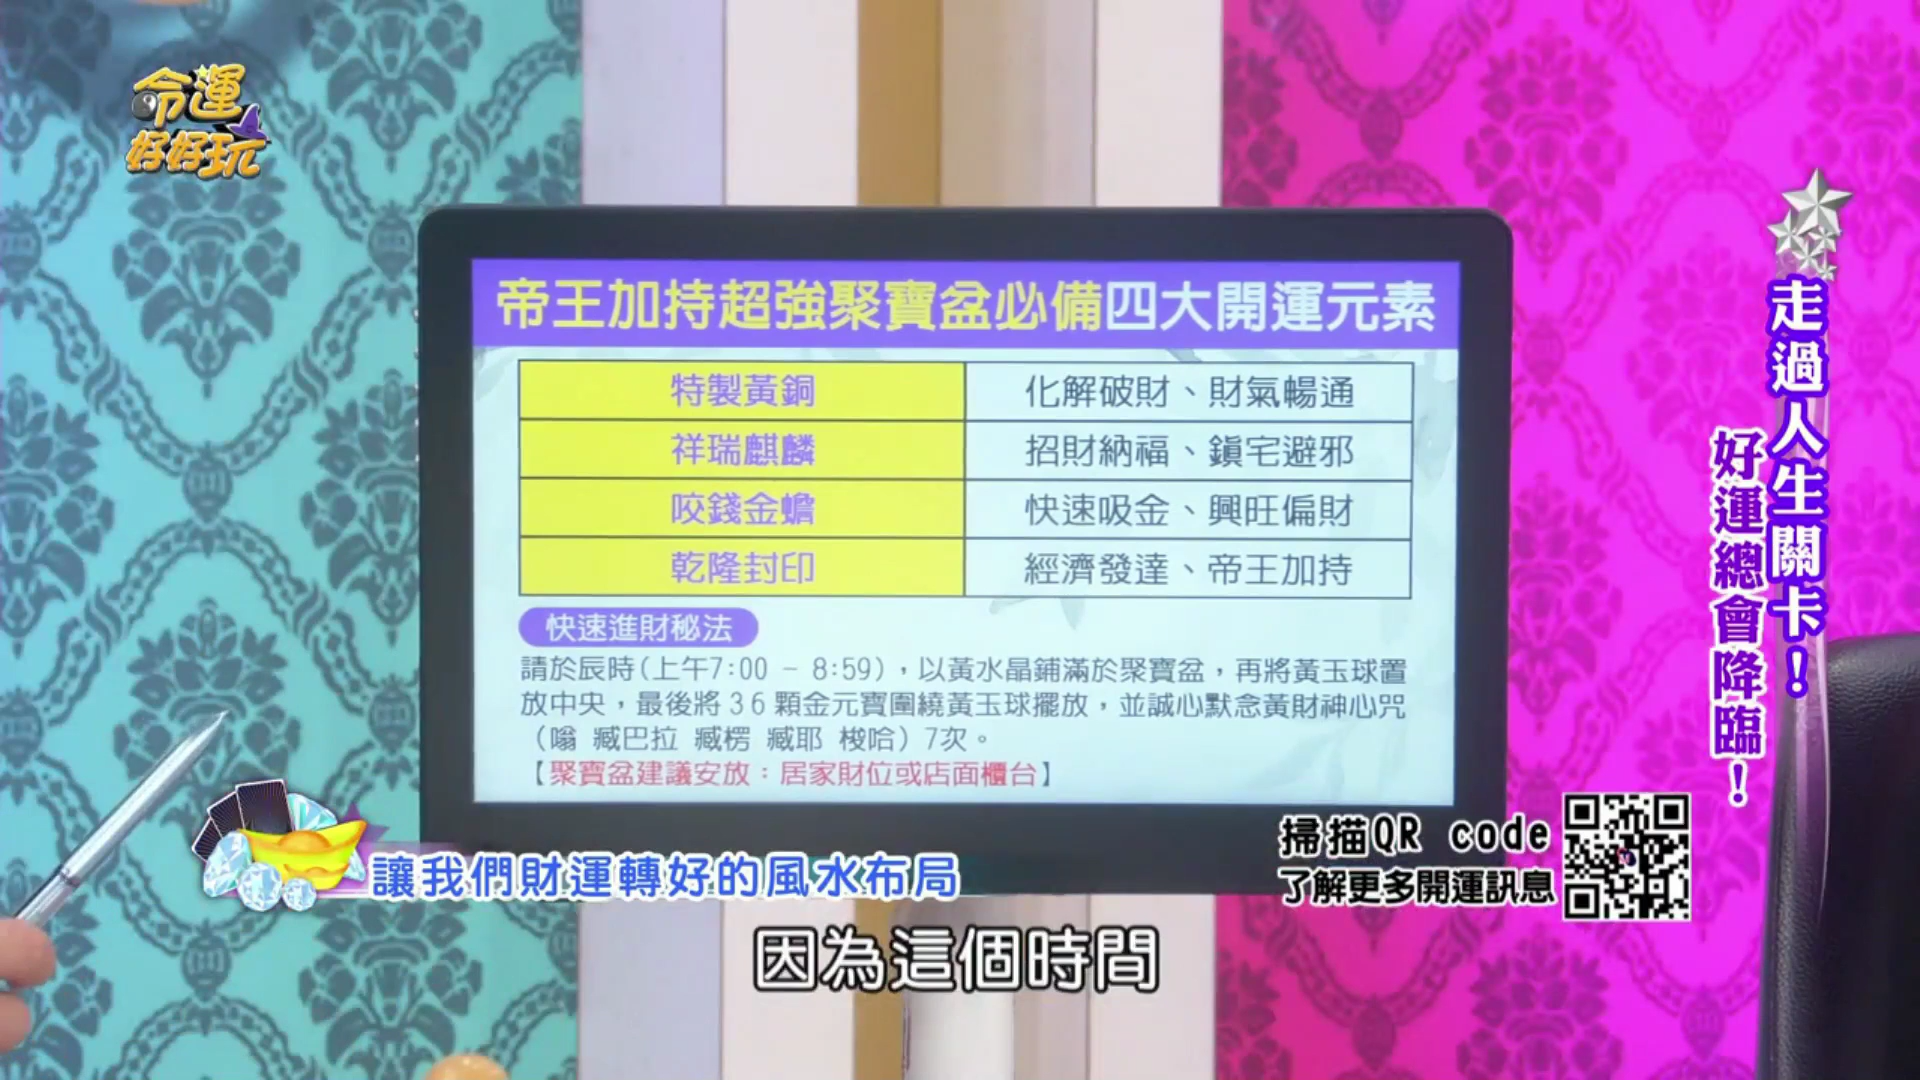 命運
好好玩
帝王加持超強聚寶盆必備四大開運元素
特製黃銅
化解破財、財氣暢通
祥瑞麒麟
招財納福、鎮宅避邪
咬錢金蟾
快速吸金、興旺偏財
乾隆封印
經濟發達、帝王加持
快速進財秘法
請於辰時(上午7:00 - 8:59)，以黃水晶鋪滿於聚寶盆，再將黃玉球置
放中央，最後將36顆金元寶圍繞黃玉球擺放，並誠心默念黃財神心咒
（嗡 臧巴拉 臧楞 臧耶 梭哈）7次。
【聚寶盆建議安放：居家財位或店面櫃台】
走過人生關卡！
好運總會降臨！
掃描QR code
了解更多開運訊息
讓我們財運轉好的風水布局
因為這個時間